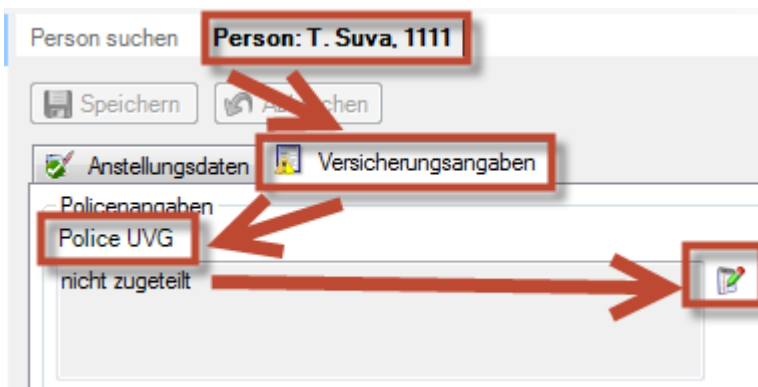 Person suchen Person: T. Suva, 1111
Speichern
Anstellungsdaten Versicherungsangaben
Policenangaben
Police UVG
nicht zugeteilt